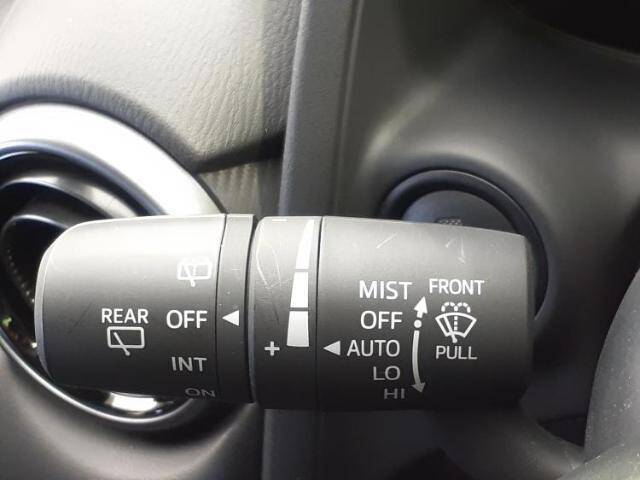 REAR
OFF
INT
ON
−
+
MIST
OFF
AUTO
LO
HI
FRONT
PULL